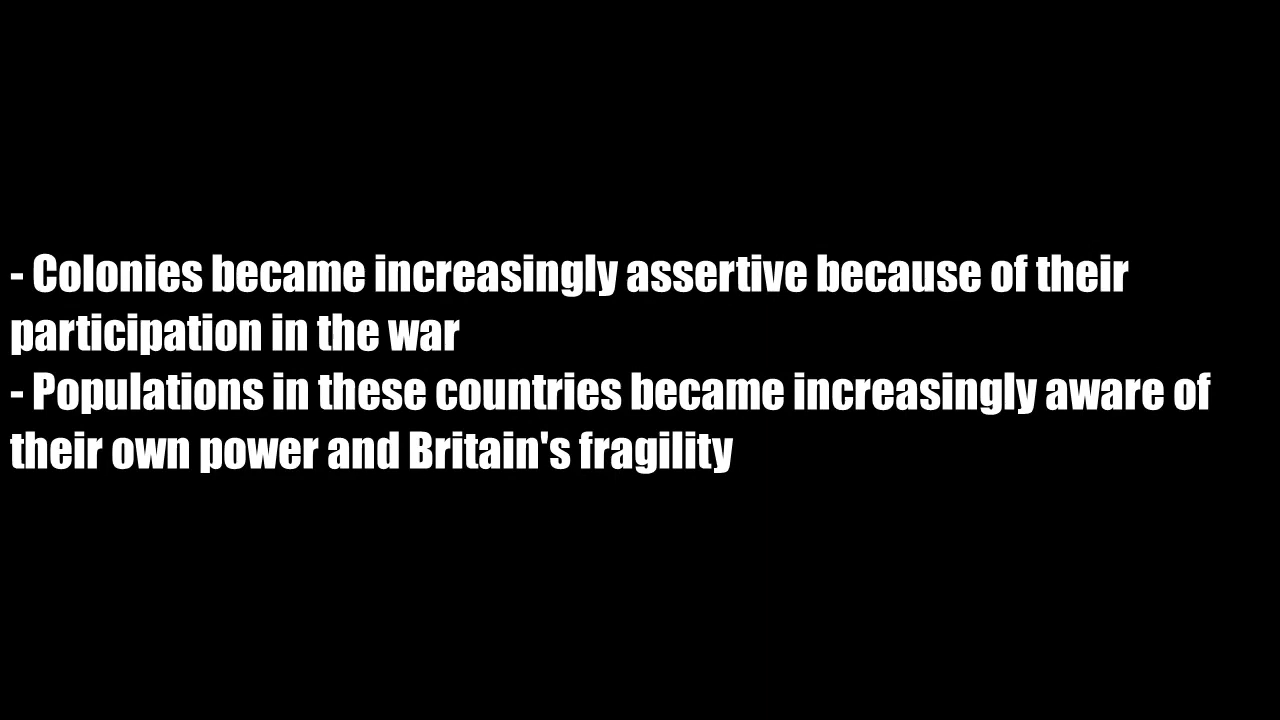 - Colonies became increasingly assertive because of their
participation in the war
- Populations in these countries became increasingly aware of
their own power and Britain's fragility